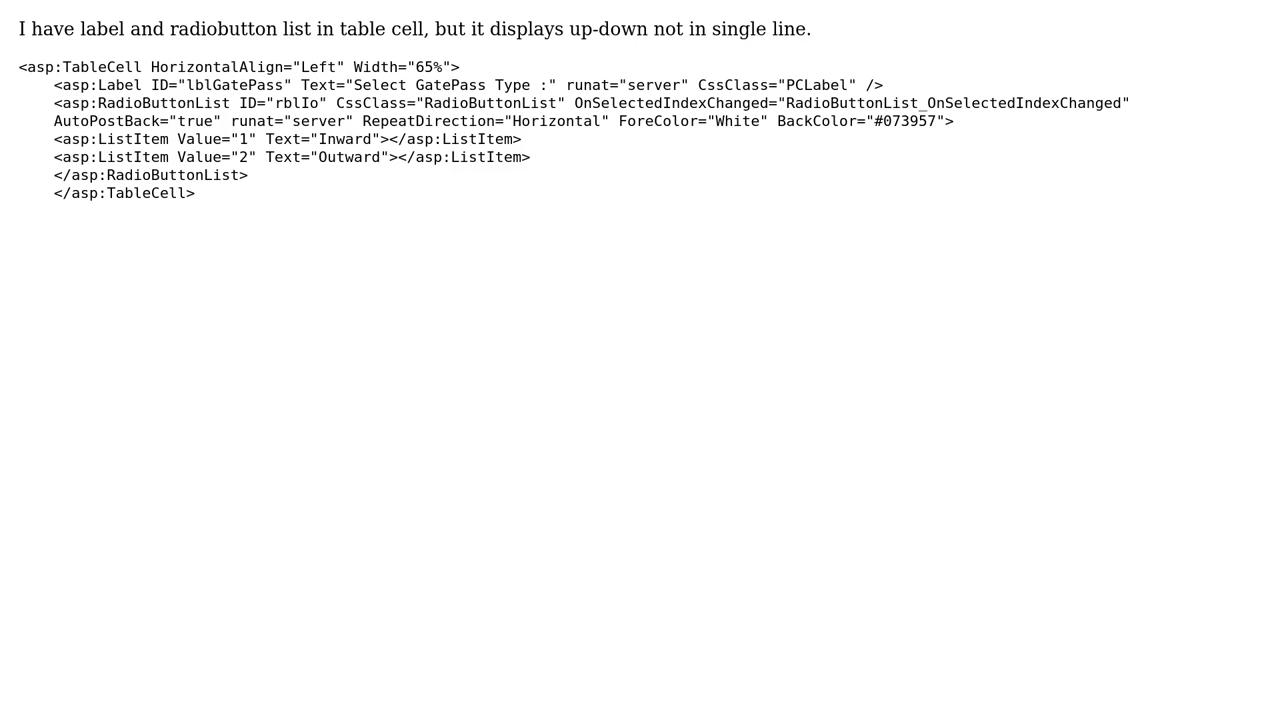 I have label and radiobutton list in table cell, but it displays up-down not in single line.
<asp:TableCell HorizontalAlign="Left" Width="65%">
    <asp:Label ID="lblGatePass" Text="Select GatePass Type :" runat="server" CssClass="PCLabel" />
    <asp:RadioButtonList ID="rblIo" CssClass="RadioButtonList" OnSelectedIndexChanged="RadioButtonList_OnSelectedIndexChanged"
    AutoPostBack="true" runat="server" RepeatDirection="Horizontal" ForeColor="White" BackColor="#073957">
    <asp:ListItem Value="1" Text="Inward"></asp:ListItem>
    <asp:ListItem Value="2" Text="Outward"></asp:ListItem>
    </asp:RadioButtonList>
    </asp:TableCell>